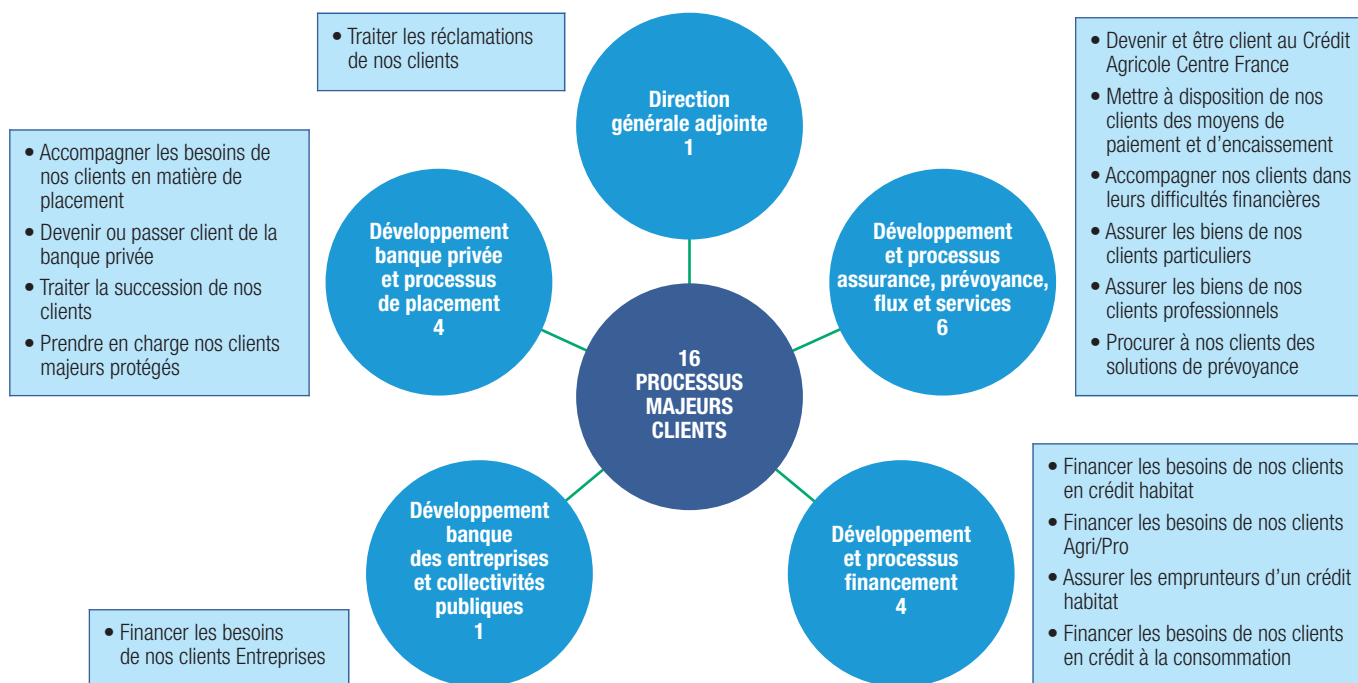 • Traiter les réclamations
de nos clients
Direction
générale adjointe
1
• Devenir et être client au Crédit
Agricole Centre France
• Mettre à disposition de nos
clients des moyens de
paiement et d'encaissement
• Accompagner nos clients dans
leurs difficultés financières
• Assurer les biens de nos
clients particuliers
• Assurer les biens de nos
clients professionnels
• Procurer à nos clients des
solutions de prévoyance
• Accompagner les besoins de
nos clients en matière de
placement
• Devenir ou passer client de la
banque privée
• Traiter la succession de nos
clients
• Prendre en charge nos clients
majeurs protégés
Développement
banque privée
et processus
de placement
4
Développement
et processus
assurance, prévoyance,
flux et services
6
16
PROCESSUS
MAJEURS
CLIENTS
Développement
banque
des entreprises
et collectivités
publiques
1
Développement
et processus
financement
4
• Financer les besoins de nos clients
en crédit habitat
• Financer les besoins de nos clients
Agri/Pro
• Assurer les emprunteurs d'un crédit
habitat
• Financer les besoins de nos clients
en crédit à la consommation
• Financer les besoins
de nos clients Entreprises